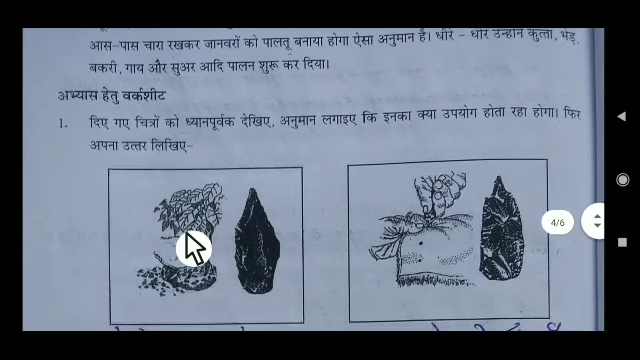 आस-पास चारा रखकर जानवरों को पालतू बनाया होगा ऐसा अनुमान है। धीरे - धीरे उन्होंने कुत्ता, भेड़,
बकरी, गाय और सुअर आदि पालन शुरू कर दिया।
अभ्यास हेतु वर्कशीट
1. दिए गए चित्रों को ध्यानपूर्वक देखिए, अनुमान लगाइए कि इनका क्या उपयोग होता रहा होगा। फिर
अपना उत्तर लिखिए-
4/6